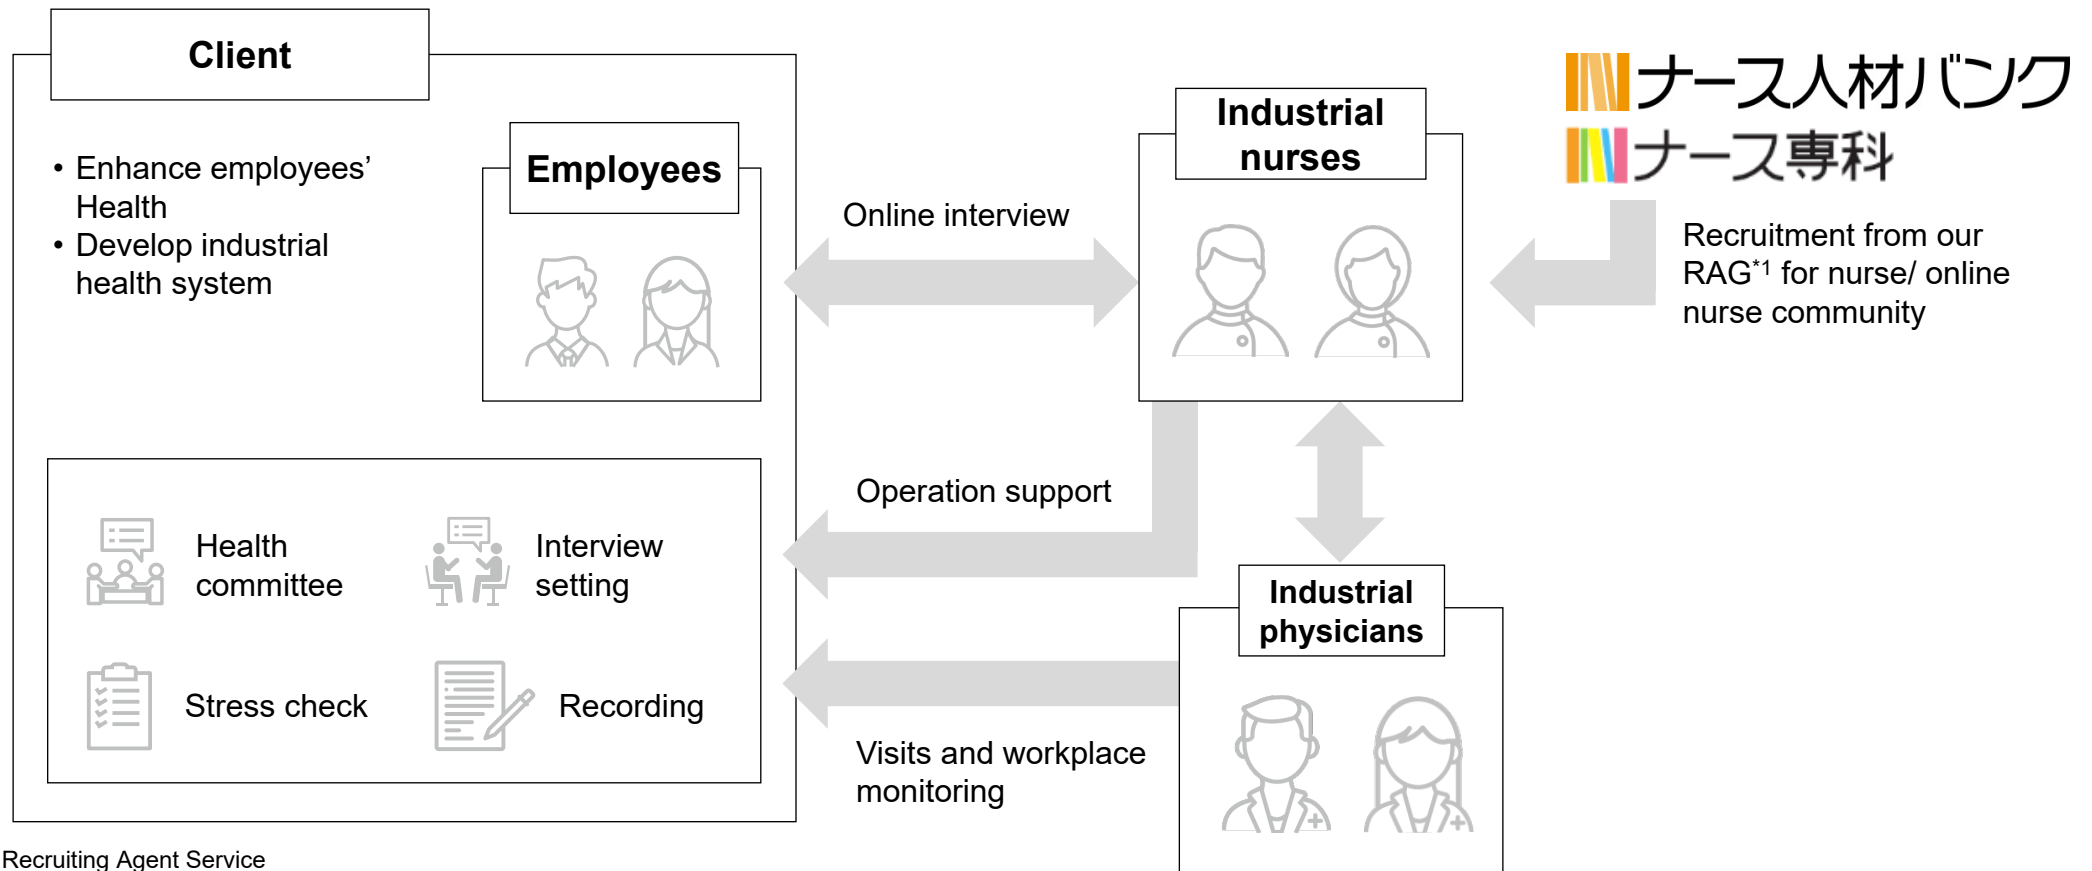 Client
• Enhance employees’
Health
• Develop industrial
health system
Employees
Online interview
Industrial
nurses
ナース人材バンク
ナース専科
Recruitment from our
RAG*1 for nurse/ online
nurse community
Operation support
Health
committee
Interview
setting
Stress check
Recording
Visits and workplace
monitoring
Industrial
physicians
Recruiting Agent Service